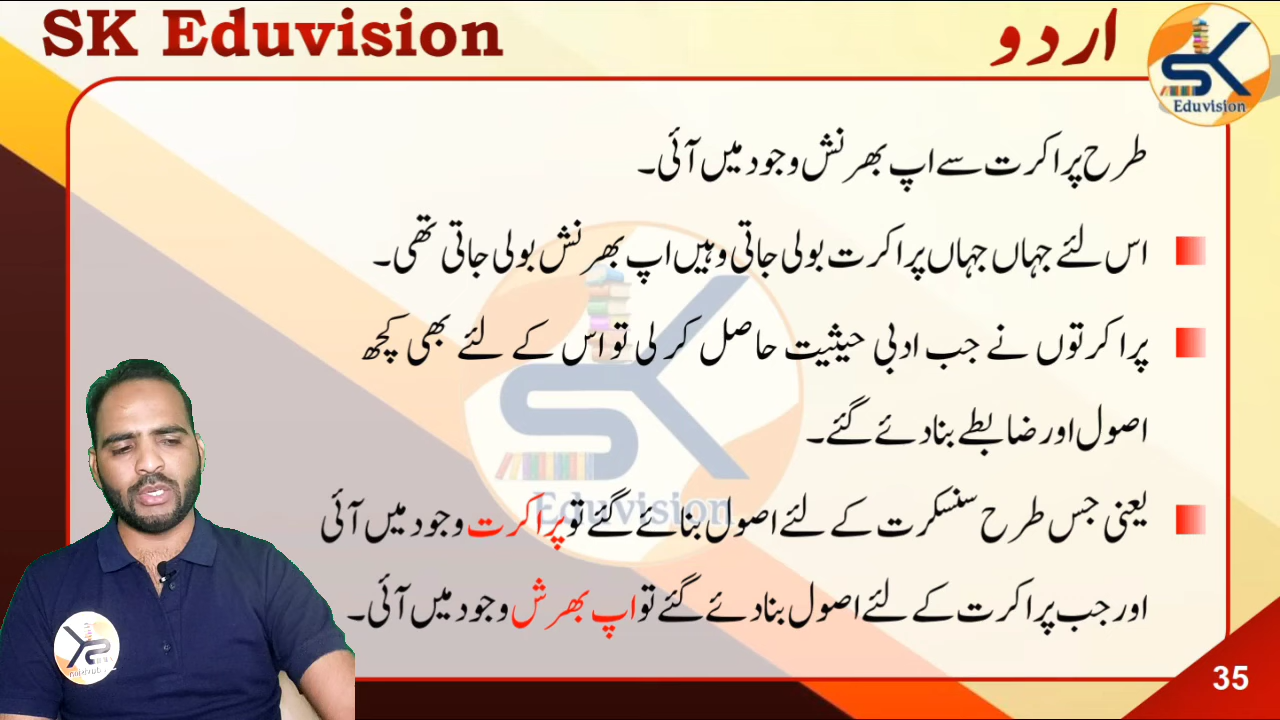 SK Eduvision
اردو
SK
Eduvision
طرح پراکرت سے اپ بھرنش وجود میں آئی۔
اس لئے جہاں جہاں پراکرت بولی جاتی وہیں اپ بھرنش بولی جاتی تھی۔
پراکرتوں نے جب ادبی حیثیت حاصل کر لی تو اس کے لئے بھی کچھ
اصول اور ضابطے بنا دئے گئے۔
یعنی جس طرح سنسکرت کے لئے اصول بنائے گئے تو پراکرت وجود میں آئی
اور جب پراکرت کے لئے اصول بنا دئے گئے تو اپ بھرش وجود میں آئی۔
SK
Eduvision
35